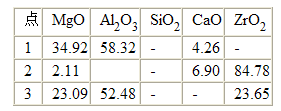 点 MgO Al₂O₃ SiO₂ CaO ZrO₂
1 34.92 58.32 - 4.26 -
2 2.11 - 6.90 84.78
3 23.09 52.48 - - 23.65